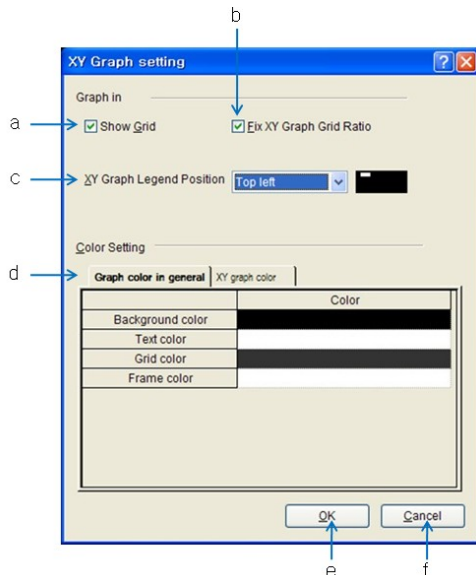 b
XY Graph setting
Graph in
a Show Grid Fix XY Graph Grid Ratio
c XY Graph Legend Position Top left
Color Setting
d Graph color in general XY graph color
Color
Background color
Text color
Grid color
Frame color
OK Cancel
e f